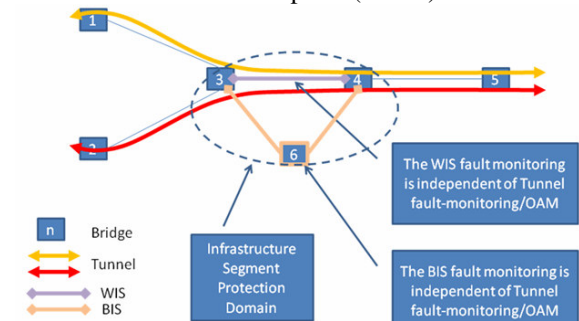 1
3
4
5
2
6
The WIS fault monitoring
is independent of Tunnel
fault-monitoring/OAM
n Bridge
Tunnel
WIS
BIS
Infrastructure
Segment
Protection
Domain
The BIS fault monitoring is
independent of Tunnel
fault-monitoring/OAM